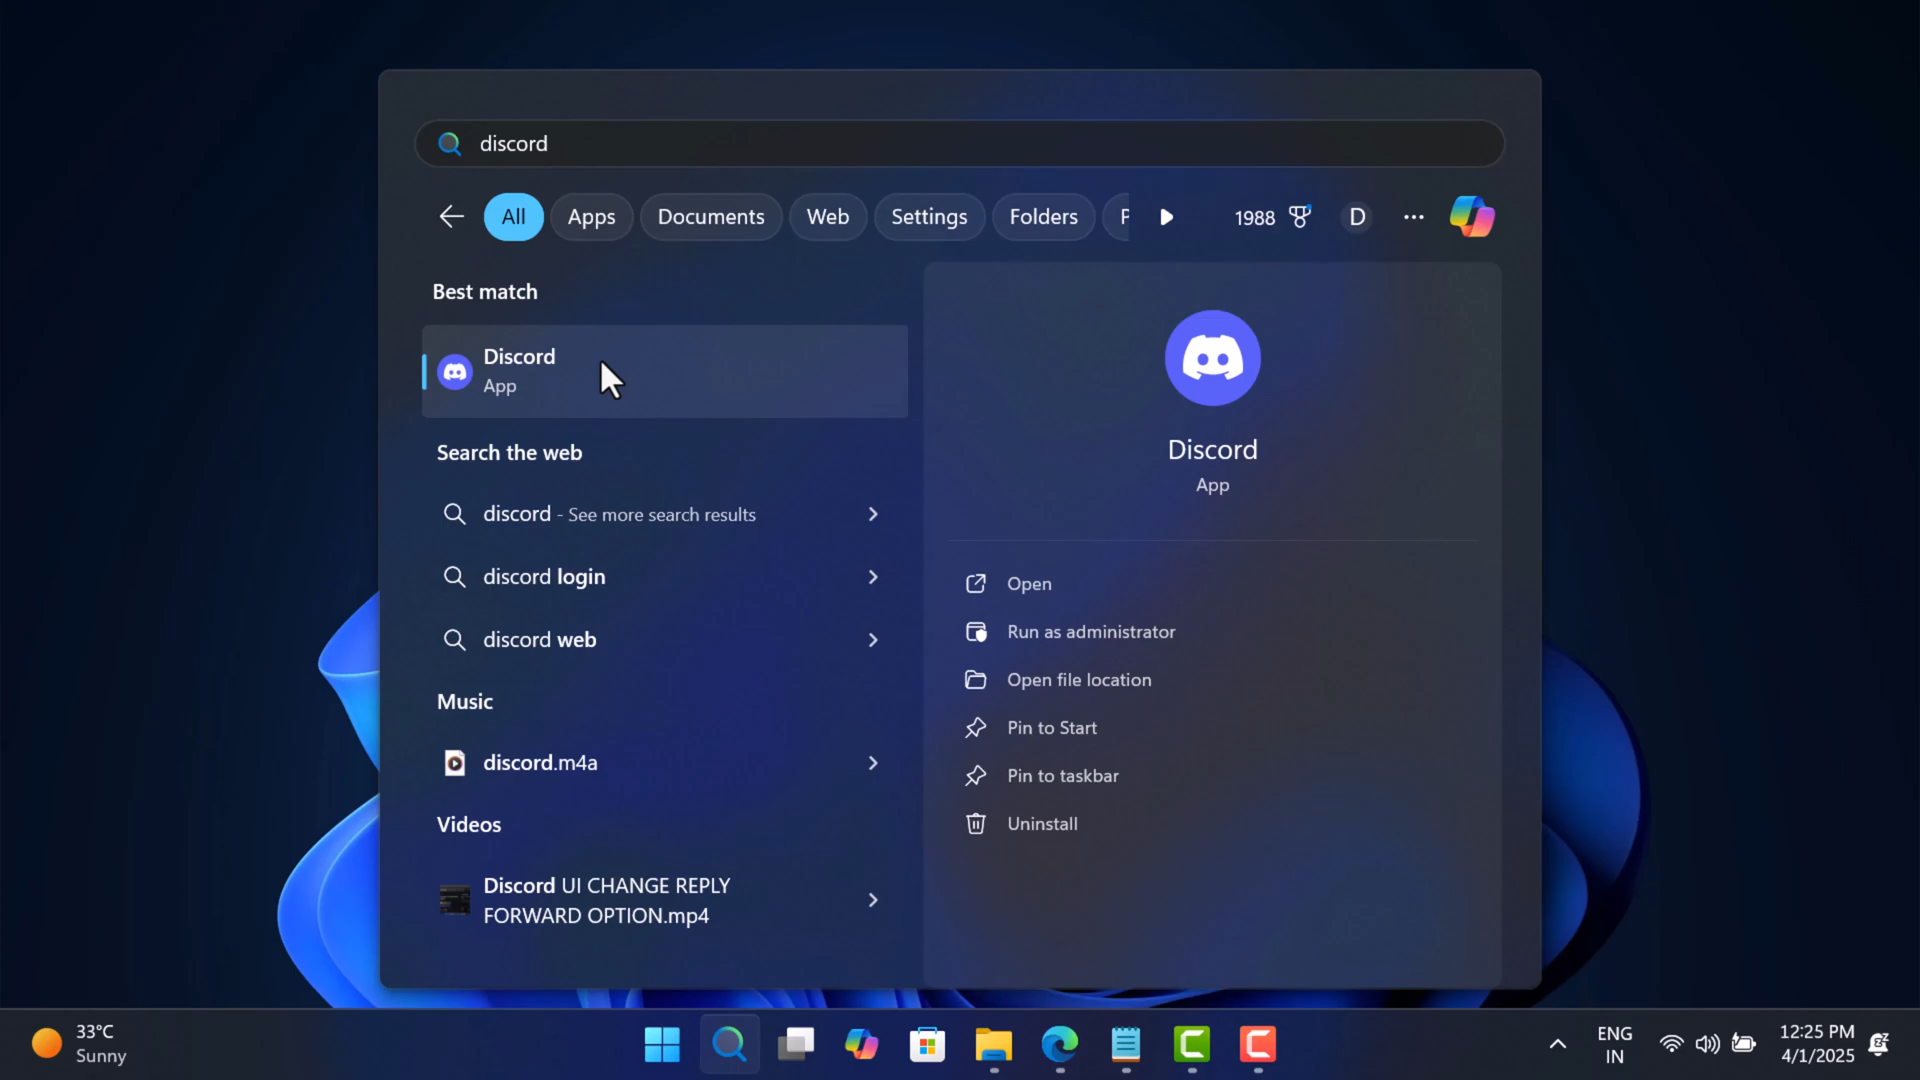 discord
All
Apps
Documents
Web
Settings
Folders
1988
D
Best match
Discord
App
Search the web
discord - See more search results
discord login
discord web
Music
discord.m4a
Videos
Discord UI CHANGE REPLY
FORWARD OPTION.mp4
Discord
App
Open
Run as administrator
Open file location
Pin to Start
Pin to taskbar
Uninstall
33°C
Sunny
ENG
IN
12:25 PM
4/1/2025